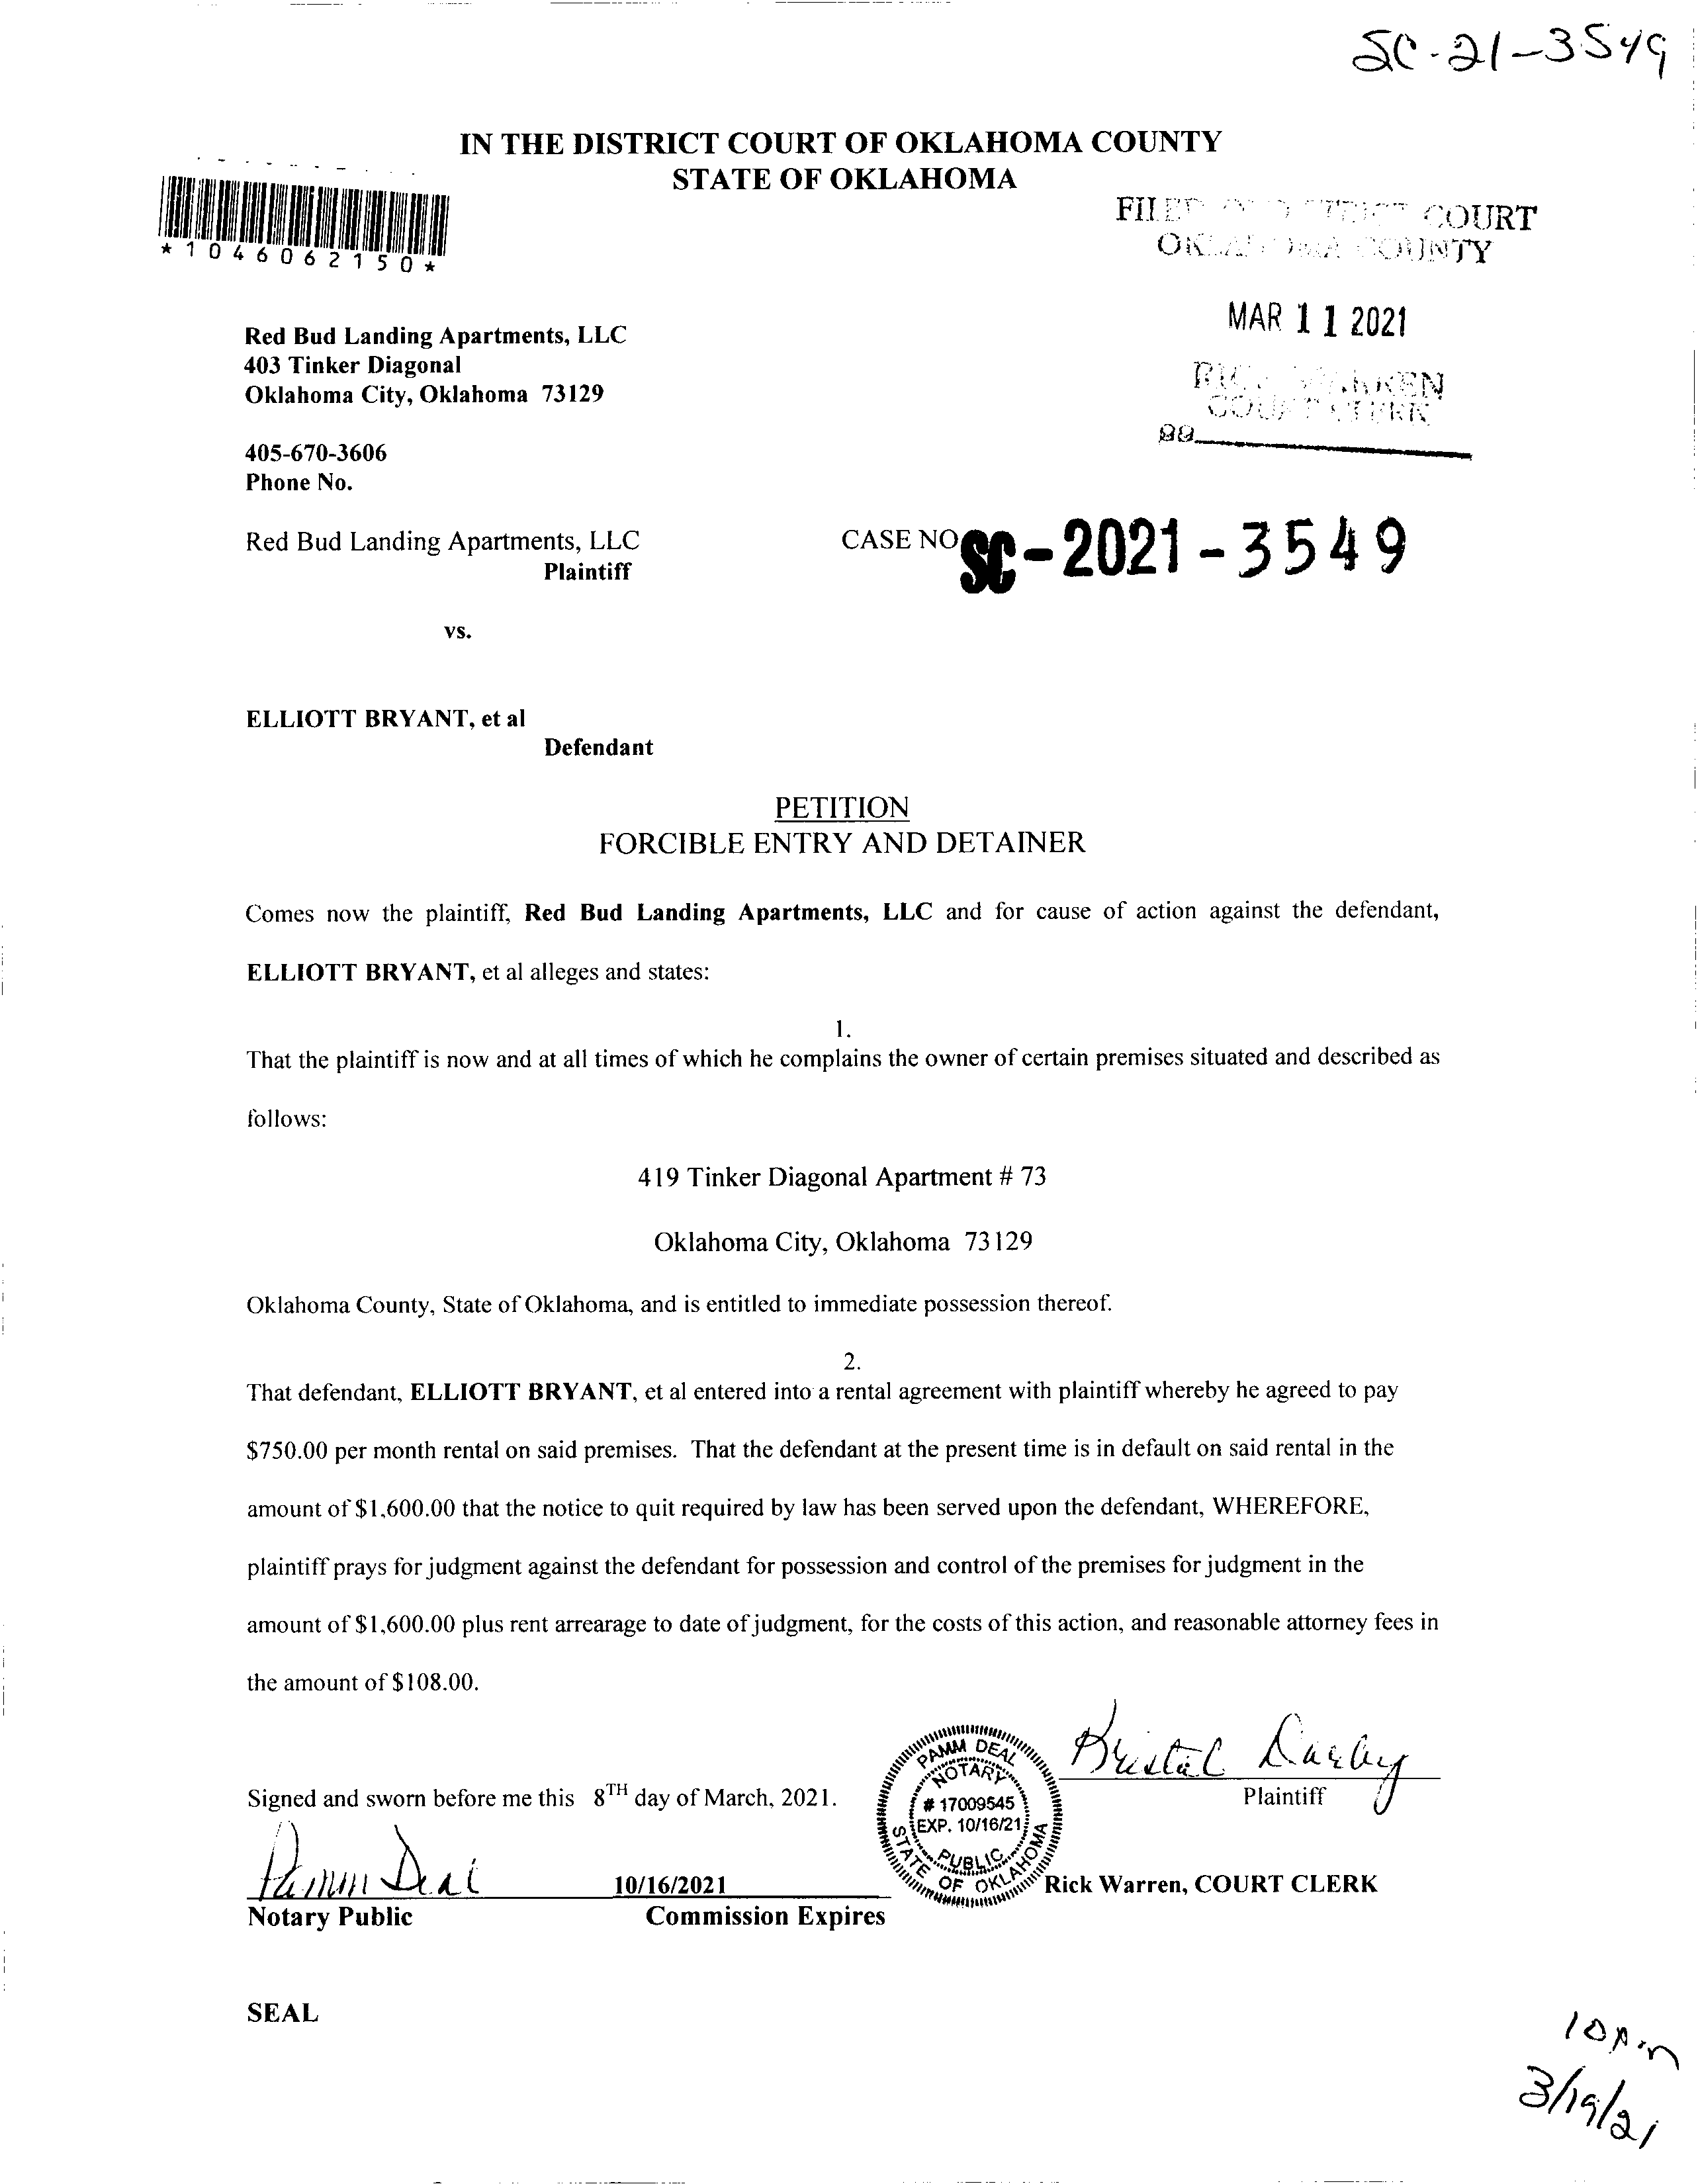 SC-21-3549
IN THE DISTRICT COURT OF OKLAHOMA COUNTY
STATE OF OKLAHOMA
*1046062150*
FILED COURT
OKLAHOMA COUNTY
MAR 11 2021
Red Bud Landing Apartments, LLC
403 Tinker Diagonal
Oklahoma City, Oklahoma 73129
RICK WARREN
COURT CLERK
405-670-3606
Phone No.
Red Bud Landing Apartments, LLC
Plaintiff
CASE NO SC-2021-3549
vs.
ELLIOTT BRYANT, et al
Defendant
PETITION
FORCIBLE ENTRY AND DETAINER
Comes now the plaintiff, Red Bud Landing Apartments, LLC and for cause of action against the defendant,
ELLIOTT BRYANT, et al alleges and states:
1.
That the plaintiff is now and at all times of which he complains the owner of certain premises situated and described as
follows:
419 Tinker Diagonal Apartment # 73
Oklahoma City, Oklahoma 73129
Oklahoma County, State of Oklahoma, and is entitled to immediate possession thereof.
2.
That defendant, ELLIOTT BRYANT, et al entered into a rental agreement with plaintiff whereby he agreed to pay
$750.00 per month rental on said premises. That the defendant at the present time is in default on said rental in the
amount of $1,600.00 that the notice to quit required by law has been served upon the defendant, WHEREFORE,
plaintiff prays for judgment against the defendant for possession and control of the premises for judgment in the
amount of $1,600.00 plus rent arrearage to date of judgment, for the costs of this action, and reasonable attorney fees in
the amount of $108.00.
Kristal Darby
Plaintiff
Signed and sworn before me this 8TH day of March, 2021.
PAMM DEAL
NOTARY
# 17009545
EXP. 10/16/21
PUBLIC
STATE OF OKLAHOMA
Pamm Deal
10/16/2021
Rick Warren, COURT CLERK
Notary Public
Commission Expires
SEAL
3/19/21